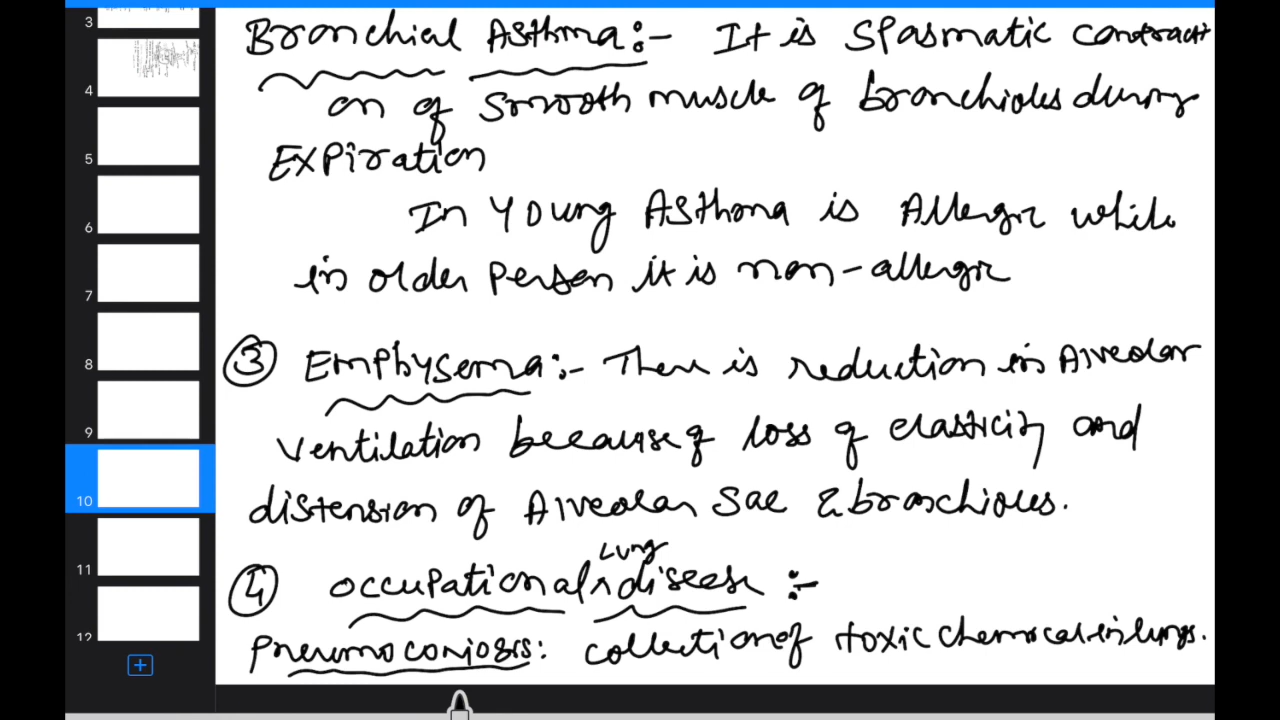 3
4
5
6
7
8
9
10
11
12
Bronchial Asthma:- It is Spasmatic contracti
on of smooth muscle of bronchioles during
Expiration
In Young Asthma is Allergic while
in older Person it is non-allergic
③ Emphysema:- There is reduction in Alveolar
Ventilation because of loss of elasticity and
distension of Alveolar Sac & bronchioles.
Lung
④ occupational ^ disease :-
Pneumoconiosis: collection of toxic chemical in lungs.